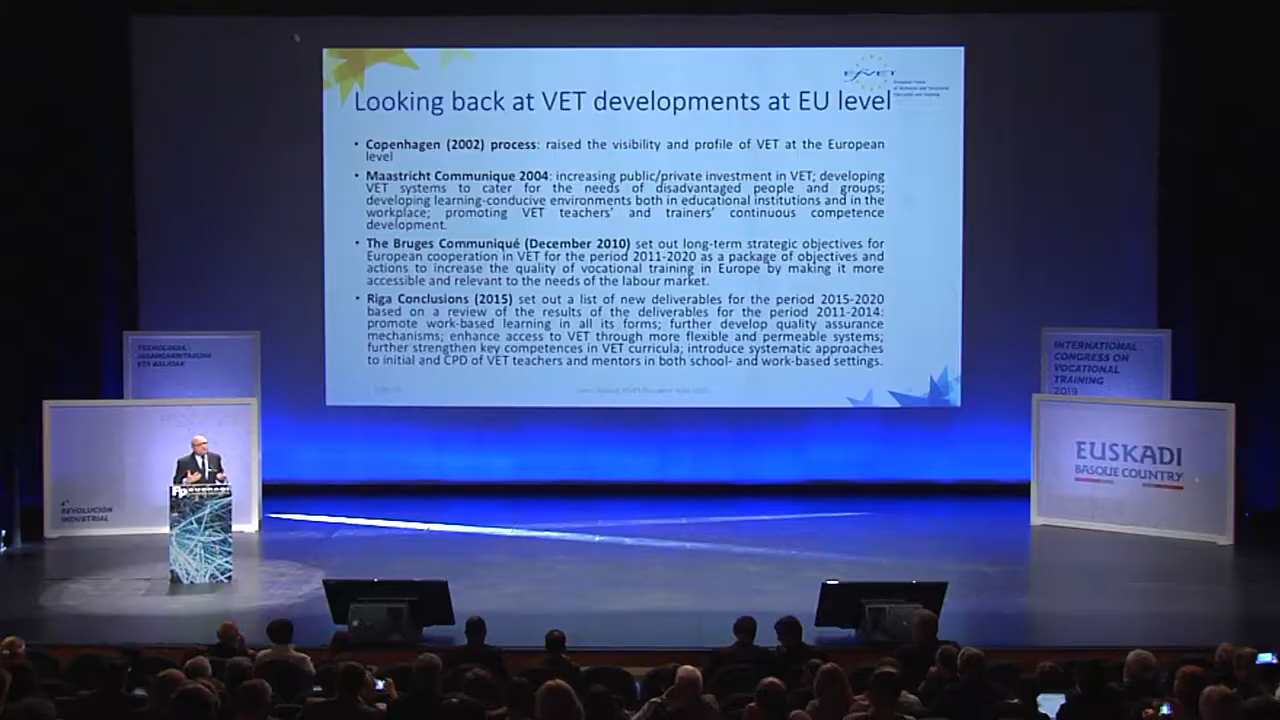 EfVET
Looking back at VET developments at EU level
• Copenhagen (2002) process: raised the visibility and profile of VET at the European
level
• Maastricht Communique 2004: increasing public/private investment in VET; developing
VET systems to cater for the needs of disadvantaged people and groups;
developing learning-conducive environments both in educational institutions and in the
workplace; promoting VET teachers’ and trainers’ continuous competence
development.
• The Bruges Communiqué (December 2010) set out long-term strategic objectives for
European cooperation in VET for the period 2011-2020 as a package of objectives and
actions to increase the quality of vocational training in Europe by making it more
accessible and relevant to the needs of the labour market.
• Riga Conclusions (2015) set out a list of new deliverables for the period 2015-2020
based on a review of the results of the deliverables for the period 2011-2014:
promote work-based learning in all its forms; further develop quality assurance
mechanisms; enhance access to VET through more flexible and permeable systems;
further strengthen key competences in VET curricula; introduce systematic approaches
to initial and CPD of VET teachers and mentors in both school- and work-based settings.
TEKNOLOGIA,
JASANGARRITASUNA
ETA BALIOAK
4ª
REVOLUCIÓN
INDUSTRIAL
INTERNATIONAL
CONGRESS ON
VOCATIONAL
TRAINING
2019
EUSKADI
BASQUE COUNTRY